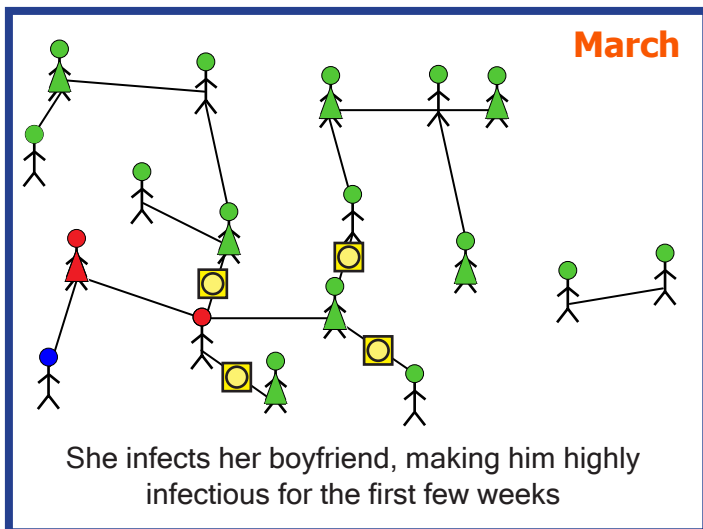 March
She infects her boyfriend, making him highly
infectious for the first few weeks